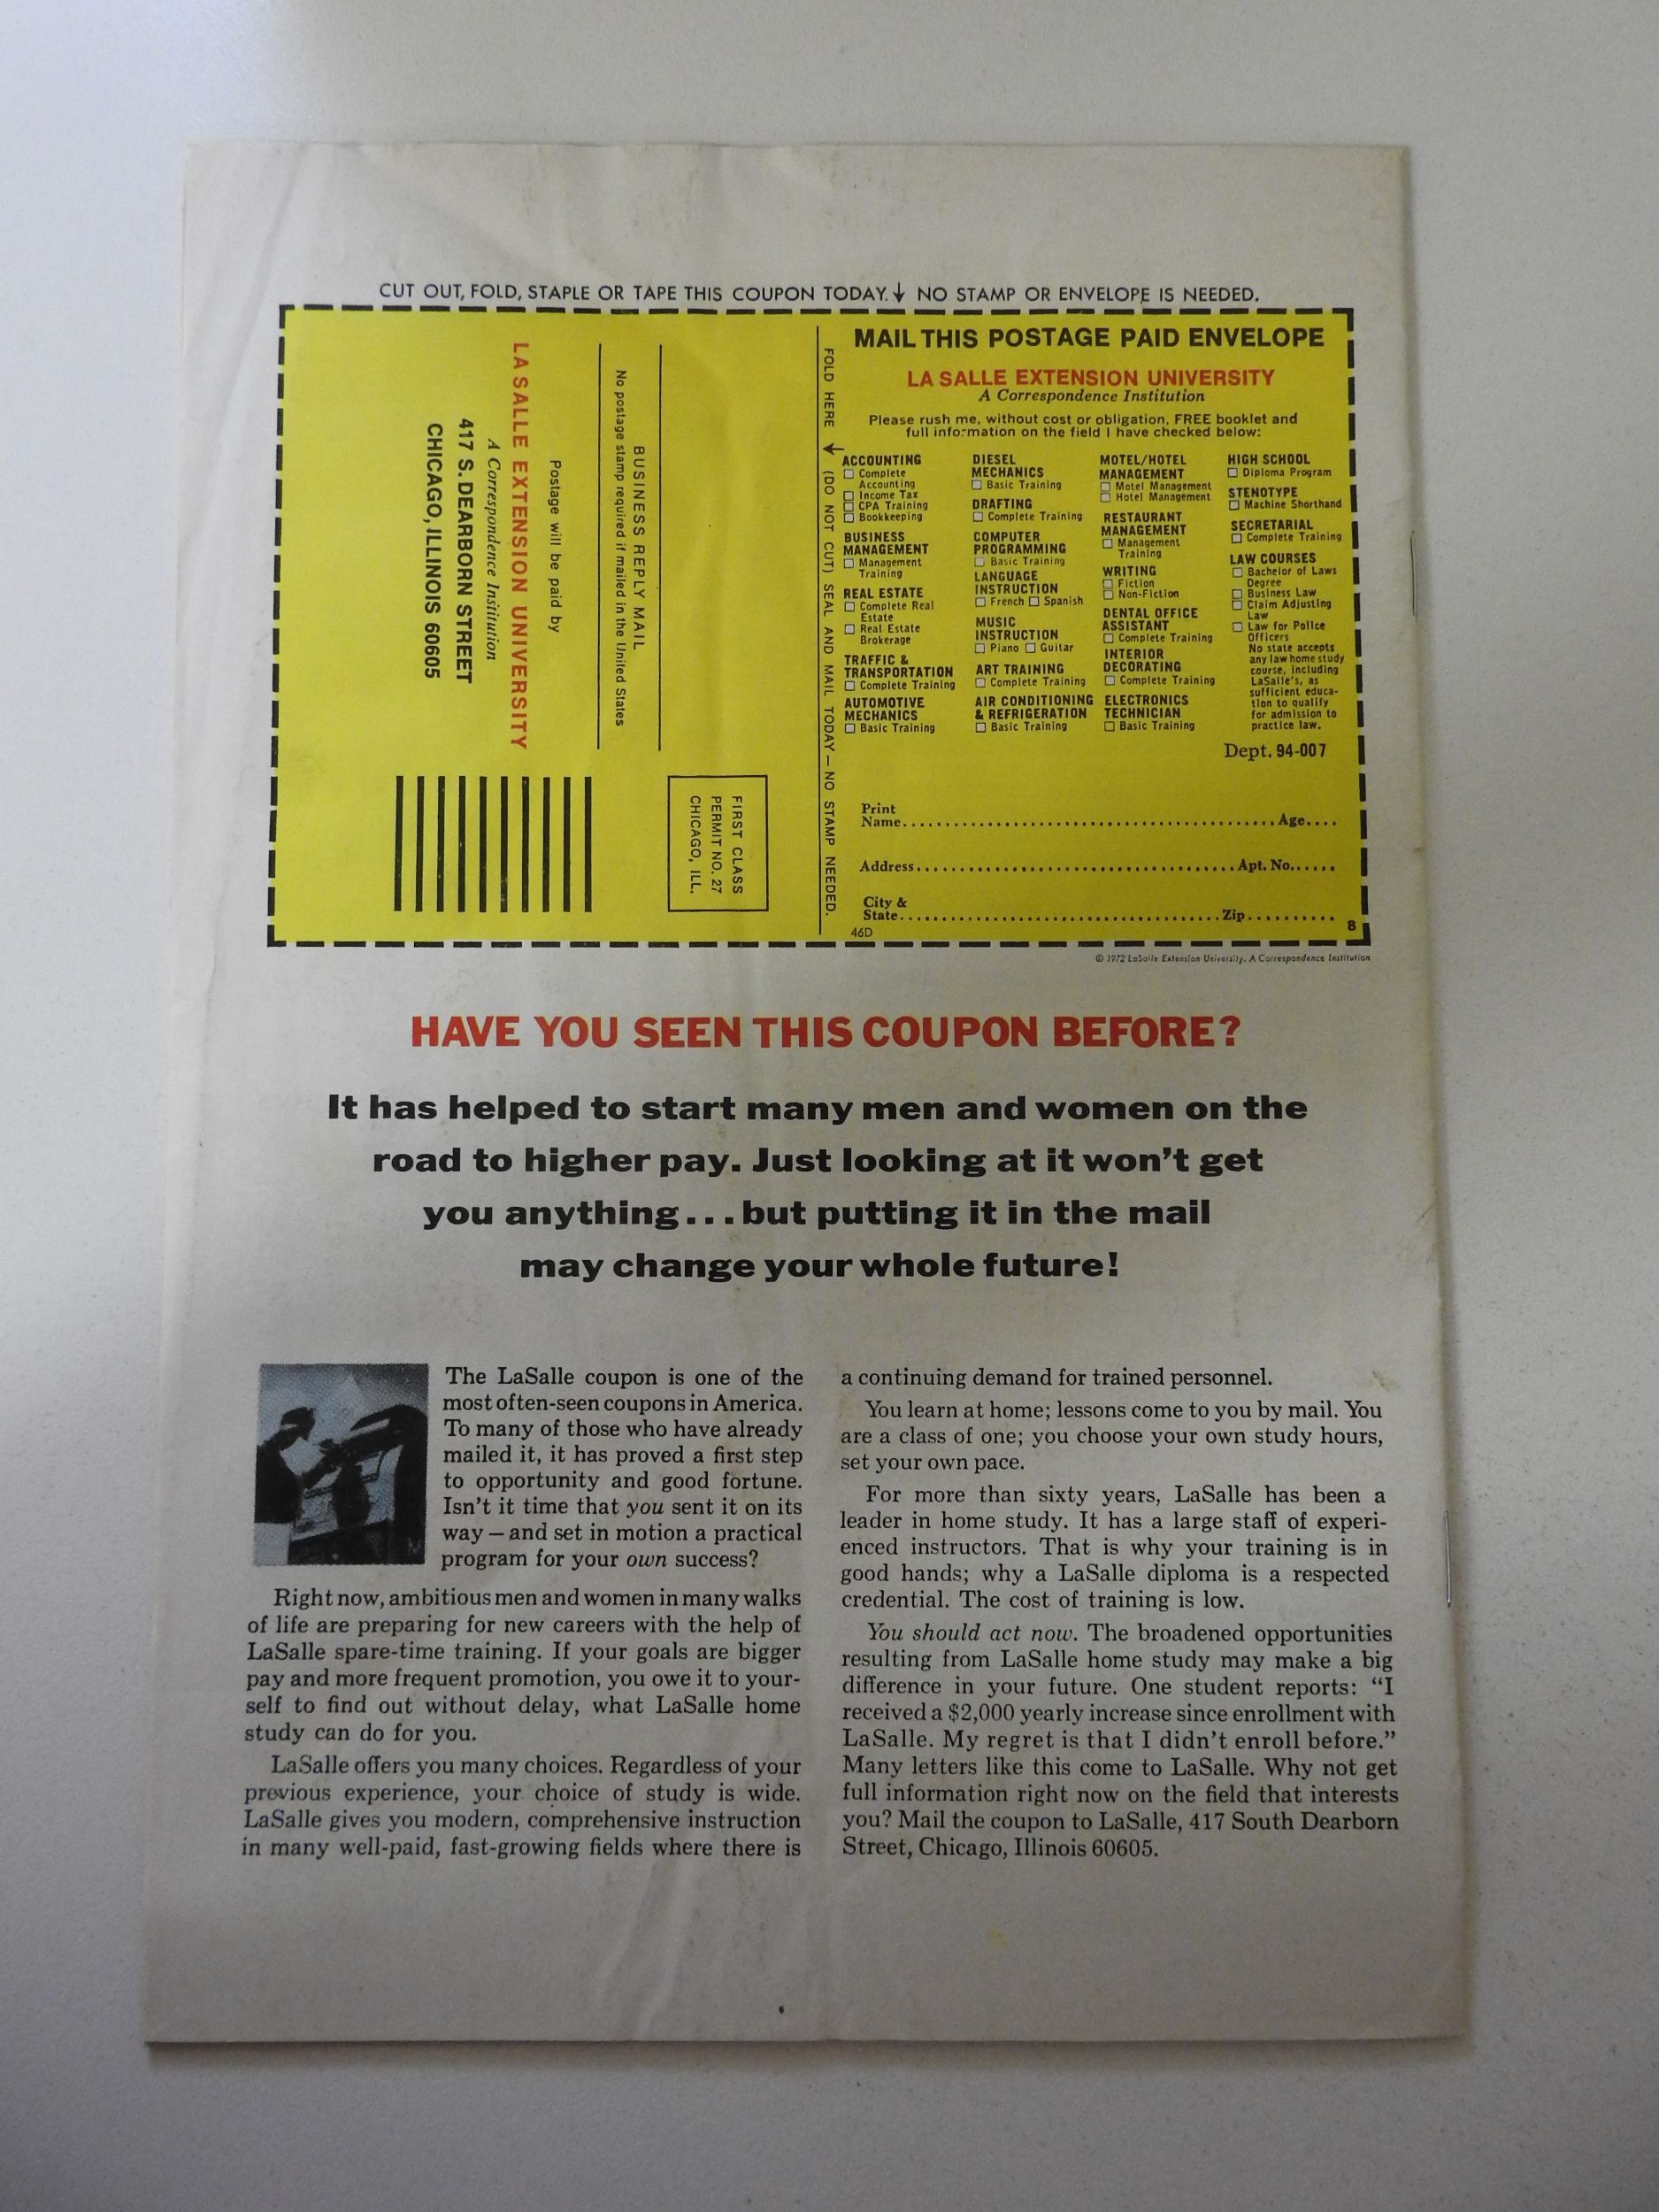 CUT OUT, FOLD, STAPLE OR TAPE THIS COUPON TODAY.↓ NO STAMP OR ENVELOPE IS NEEDED.
BUSINESS REPLY MAIL
No postage stamp required if mailed in the United States
Postage will be paid by
LA SALLE EXTENSION UNIVERSITY
A Correspondence Institution
417 S. DEARBORN STREET
CHICAGO, ILLINOIS 60605
FIRST CLASS
PERMIT NO. 27
CHICAGO, ILL.
FOLD HERE ↓ (DO NOT CUT) SEAL AND MAIL TODAY — NO STAMP NEEDED.
MAIL THIS POSTAGE PAID ENVELOPE
LA SALLE EXTENSION UNIVERSITY
A Correspondence Institution
Please rush me, without cost or obligation, FREE booklet and
full information on the field I have checked below:
ACCOUNTING
☐ Complete
Accounting
☐ Income Tax
☐ CPA Training
☐ Bookkeeping
BUSINESS
MANAGEMENT
☐ Management
Training
REAL ESTATE
☐ Complete Real
Estate
☐ Real Estate
Brokerage
TRAFFIC &
TRANSPORTATION
☐ Complete Training
AUTOMOTIVE
MECHANICS
☐ Basic Training
DIESEL
MECHANICS
☐ Basic Training
DRAFTING
☐ Complete Training
COMPUTER
PROGRAMMING
☐ Basic Training
LANGUAGE
INSTRUCTION
☐ French ☐ Spanish
MUSIC
INSTRUCTION
☐ Piano ☐ Guitar
ART TRAINING
☐ Complete Training
AIR CONDITIONING
& REFRIGERATION
☐ Basic Training
MOTEL/HOTEL
MANAGEMENT
☐ Motel Management
☐ Hotel Management
RESTAURANT
MANAGEMENT
☐ Management
Training
WRITING
☐ Fiction
☐ Non-Fiction
DENTAL OFFICE
ASSISTANT
☐ Complete Training
INTERIOR
DECORATING
☐ Complete Training
ELECTRONICS
TECHNICIAN
☐ Basic Training
HIGH SCHOOL
☐ Diploma Program
STENOTYPE
☐ Machine Shorthand
SECRETARIAL
☐ Complete Training
LAW COURSES
☐ Bachelor of Laws
Degree
☐ Business Law
☐ Claim Adjusting
Law
☐ Law for Police
Officers
No state accepts
any law home study
course, including
LaSalle's, as
sufficient educa-
tion to qualify
for admission to
practice law.
Dept. 94-007
Print
Name........................................Age....
Address........................................Apt. No......
City &
State........................................Zip..........
46D 8
© 1972 LaSalle Extension University, A Correspondence Institution
HAVE YOU SEEN THIS COUPON BEFORE?
It has helped to start many men and women on the
road to higher pay. Just looking at it won't get
you anything...but putting it in the mail
may change your whole future!
The LaSalle coupon is one of the
most often-seen coupons in America.
To many of those who have already
mailed it, it has proved a first step
to opportunity and good fortune.
Isn't it time that you sent it on its
way — and set in motion a practical
program for your own success?
Right now, ambitious men and women in many walks
of life are preparing for new careers with the help of
LaSalle spare-time training. If your goals are bigger
pay and more frequent promotion, you owe it to your-
self to find out without delay, what LaSalle home
study can do for you.
LaSalle offers you many choices. Regardless of your
previous experience, your choice of study is wide.
LaSalle gives you modern, comprehensive instruction
in many well-paid, fast-growing fields where there is
a continuing demand for trained personnel.
You learn at home; lessons come to you by mail. You
are a class of one; you choose your own study hours,
set your own pace.
For more than sixty years, LaSalle has been a
leader in home study. It has a large staff of experi-
enced instructors. That is why your training is in
good hands; why a LaSalle diploma is a respected
credential. The cost of training is low.
You should act now. The broadened opportunities
resulting from LaSalle home study may make a big
difference in your future. One student reports: "I
received a $2,000 yearly increase since enrollment with
LaSalle. My regret is that I didn't enroll before."
Many letters like this come to LaSalle. Why not get
full information right now on the field that interests
you? Mail the coupon to LaSalle, 417 South Dearborn
Street, Chicago, Illinois 60605.